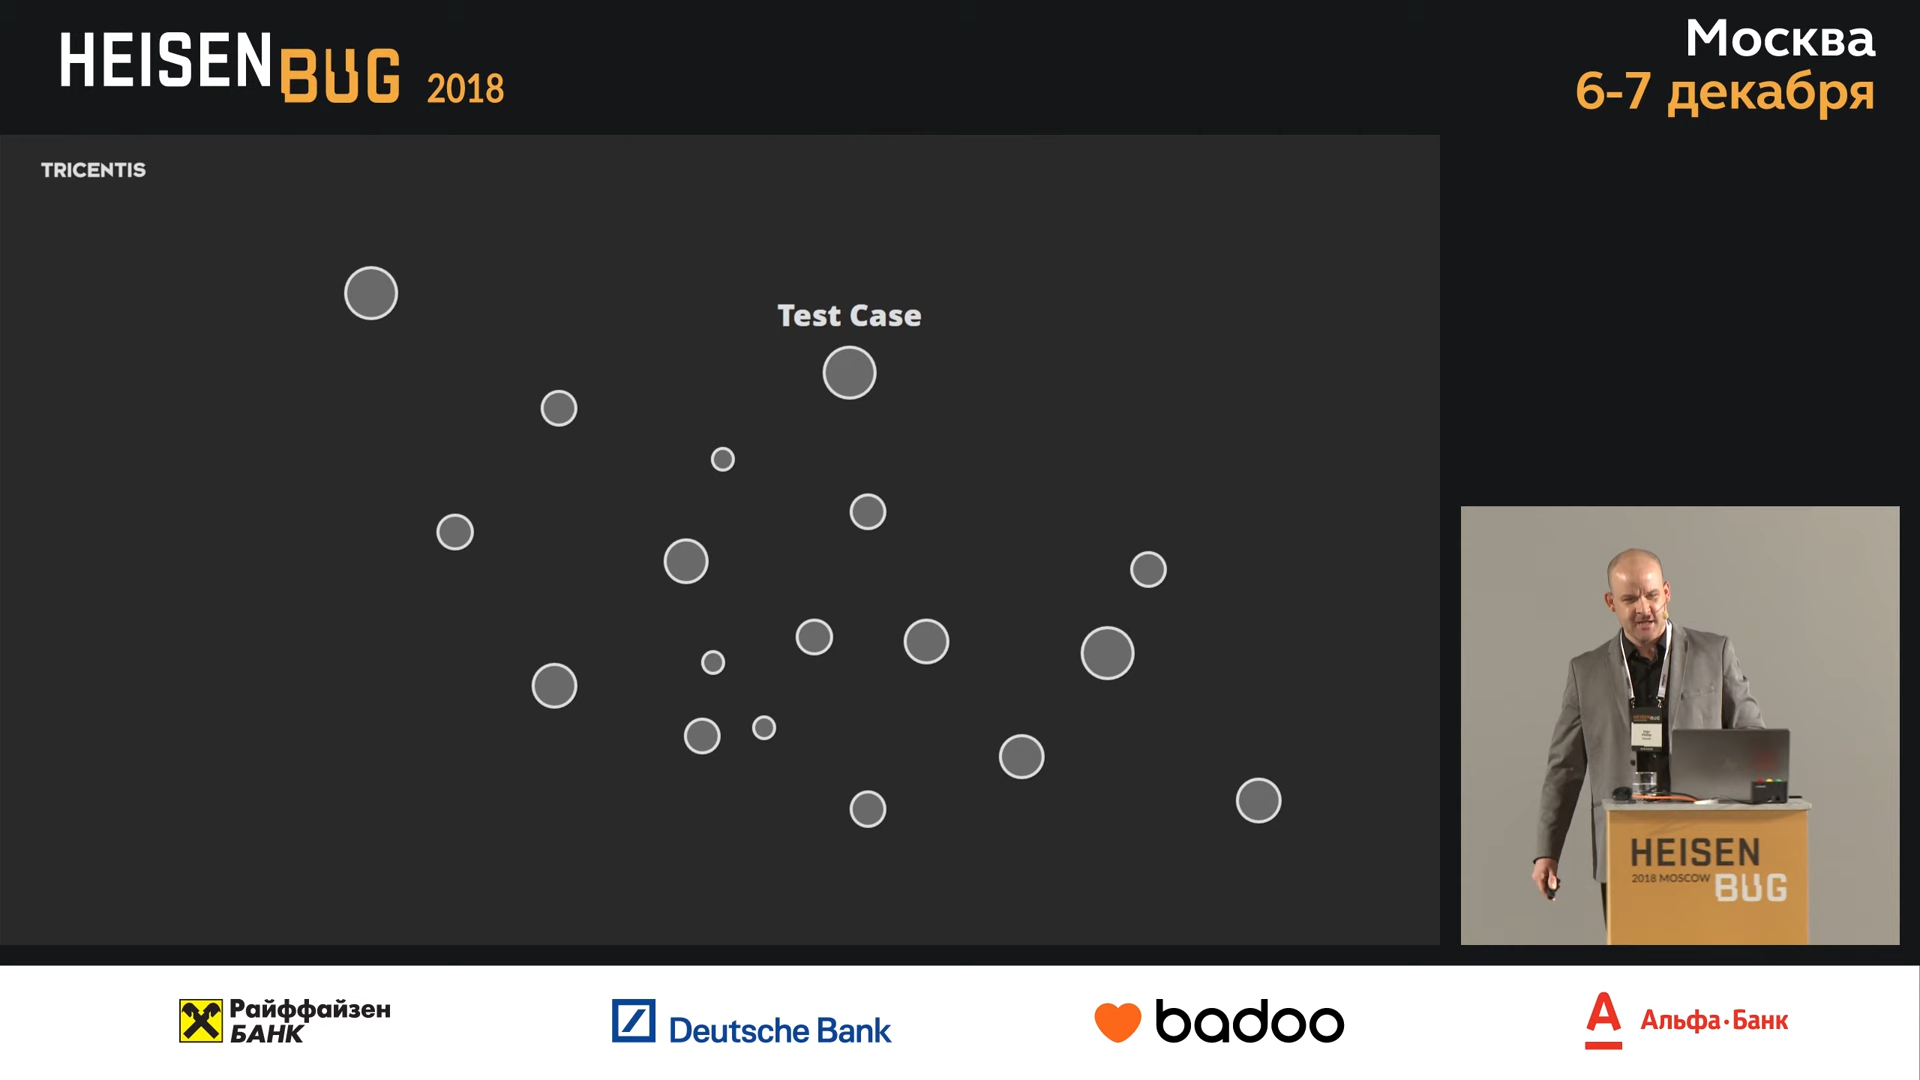 HEISENBUG 2018
Москва
6-7 декабря
TRICENTIS
Test Case
HEISEN
BUG
2018 MOSCOW
HEISENBUG
Райффайзен
БАНК
Deutsche Bank
badoo
Альфа·Банк